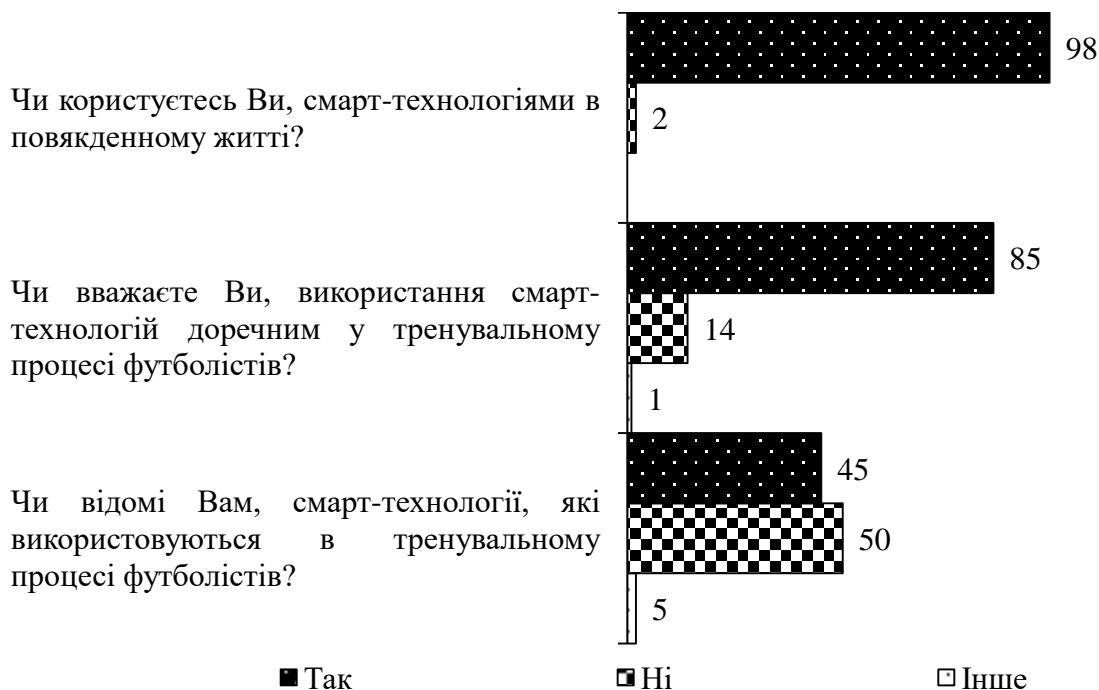 98
Чи користуєтесь Ви, смарт-технологіями в
повякденному житті?
2
85
Чи вважаєте Ви, використання смарт-
технологій доречним у тренувальному
процесі футболістів?
14
1
45
Чи відомі Вам, смарт-технології, які
використовуються в тренувальному
процесі футболістів?
50
5
Так Ні Інше